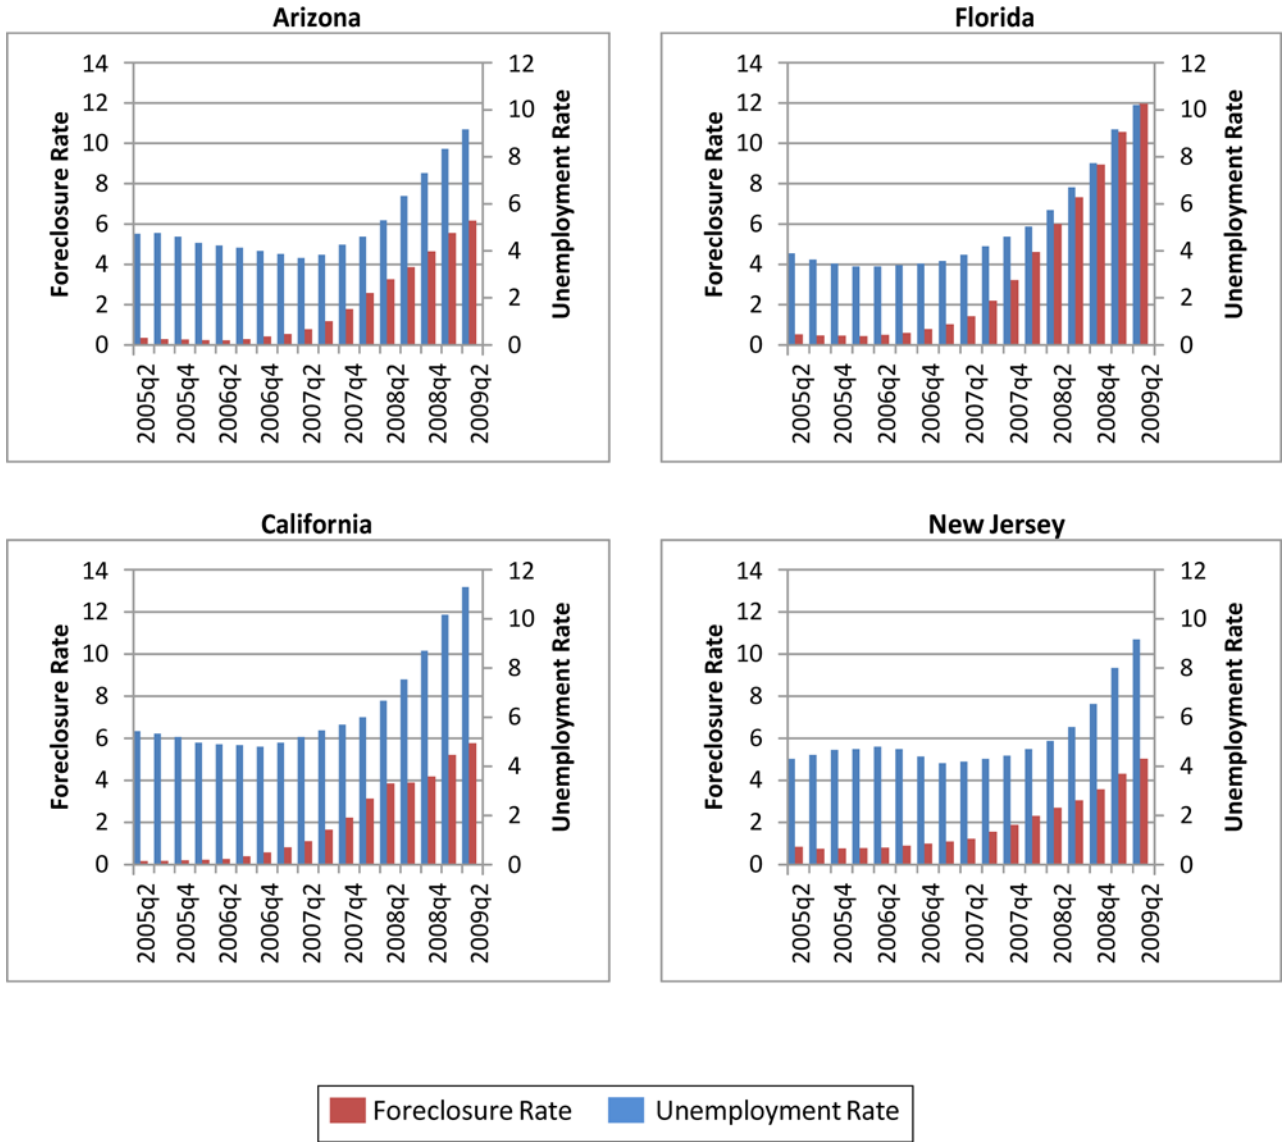 Arizona
Foreclosure Rate
14
12
10
8
6
4
2
0
Unemployment Rate
12
10
8
6
4
2
0
2005q2
2005q4
2006q2
2006q4
2007q2
2007q4
2008q2
2008q4
2009q2
Florida
Foreclosure Rate
14
12
10
8
6
4
2
0
Unemployment Rate
12
10
8
6
4
2
0
2005q2
2005q4
2006q2
2006q4
2007q2
2007q4
2008q2
2008q4
2009q2
California
Foreclosure Rate
14
12
10
8
6
4
2
0
Unemployment Rate
12
10
8
6
4
2
0
2005q2
2005q4
2006q2
2006q4
2007q2
2007q4
2008q2
2008q4
2009q2
New Jersey
Foreclosure Rate
14
12
10
8
6
4
2
0
Unemployment Rate
12
10
8
6
4
2
0
2005q2
2005q4
2006q2
2006q4
2007q2
2007q4
2008q2
2008q4
2009q2
Foreclosure Rate
Unemployment Rate